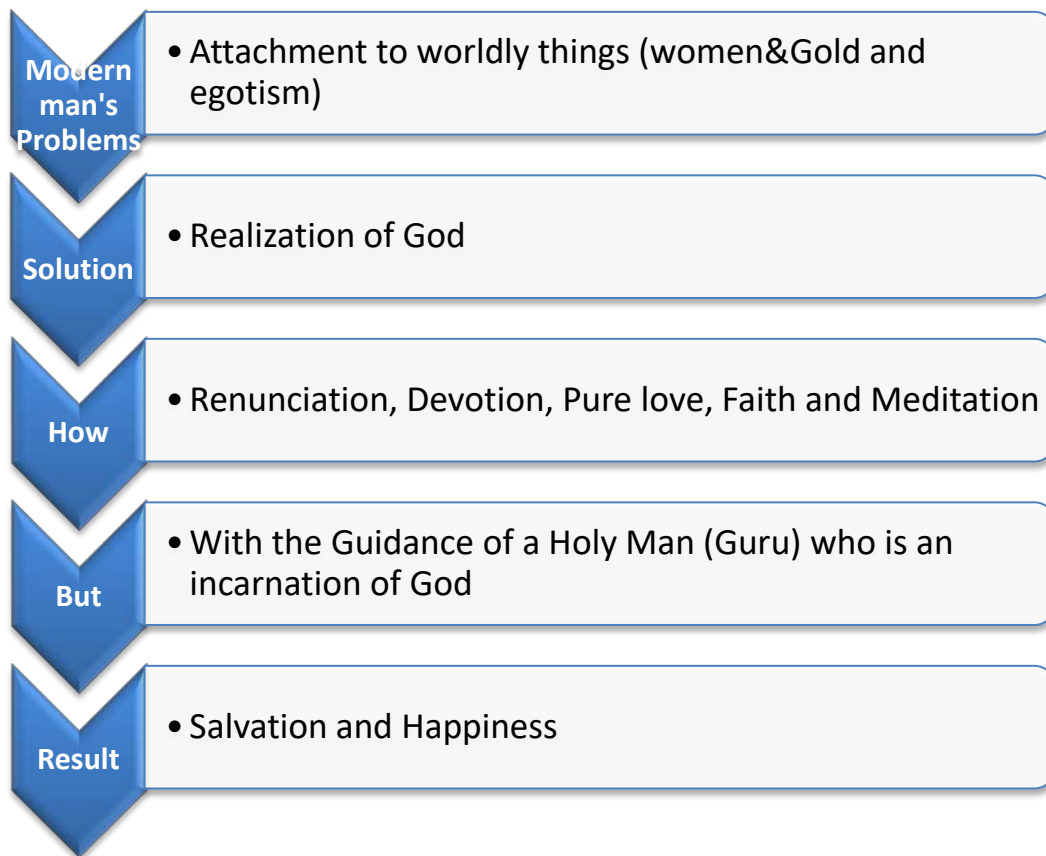 Modern
man's
Problems
• Attachment to worldly things (women&Gold and
egotism)
Solution
• Realization of God
How
• Renunciation, Devotion, Pure love, Faith and Meditation
But
• With the Guidance of a Holy Man (Guru) who is an
incarnation of God
Result
• Salvation and Happiness